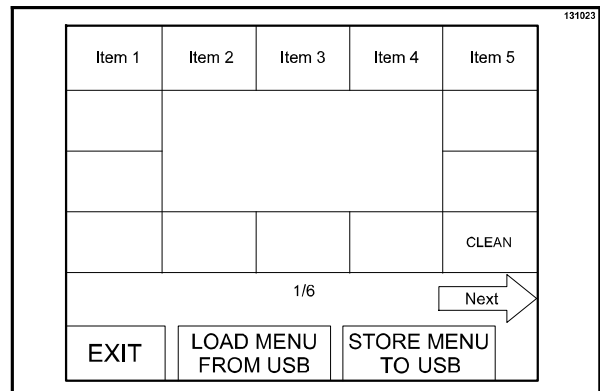 131023
Item 1 Item 2 Item 3 Item 4 Item 5
CLEAN
1/6
Next
EXIT
LOAD MENU
FROM USB
STORE MENU
TO USB